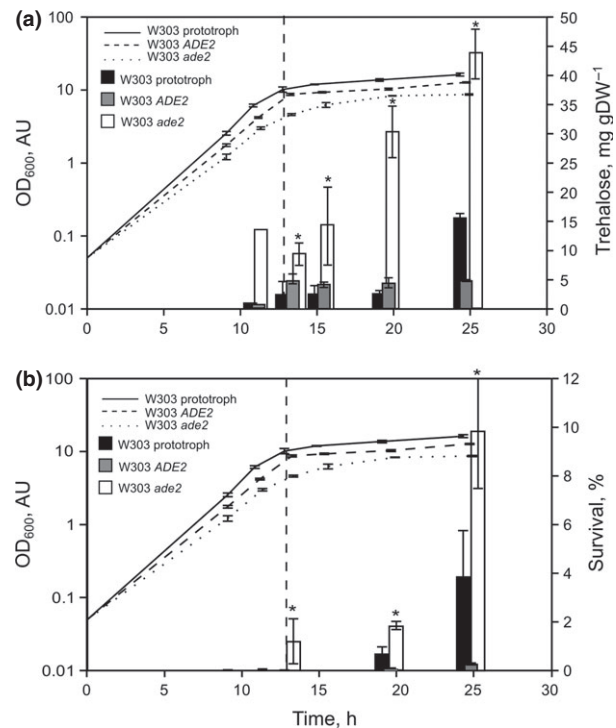 (a)
W303 prototroph
W303 ADE2
W303 ade2
W303 prototroph
W303 ADE2
W303 ade2
OD600, AU
100
10
1
0.1
0.01
0 5 10 15 20 25 30
50
45
40
35
30
25
20
15
10
5
0
Trehalose, mg gDW−1
* * * *
(b)
W303 prototroph
W303 ADE2
W303 ade2
W303 prototroph
W303 ADE2
W303 ade2
OD600, AU
100
10
1
0.1
0.01
0 5 10 15 20 25 30
12
10
8
6
4
2
0
Survival, %
* * *
Time, h